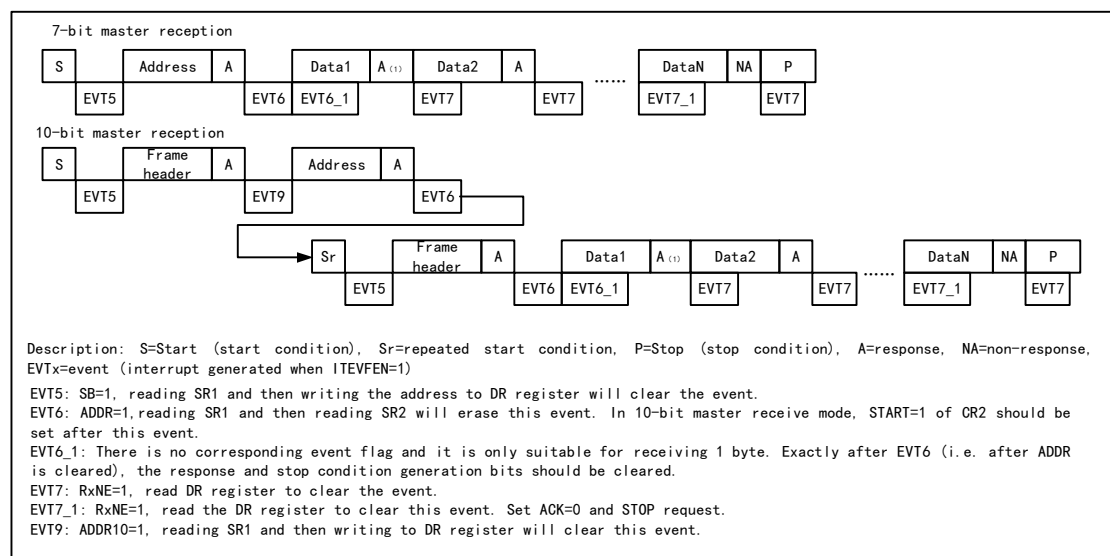 7-bit master reception
S Address A Data1 A (1) Data2 A …… DataN NA P
EVT5 EVT6 EVT6_1 EVT7 EVT7 EVT7_1 EVT7
10-bit master reception
S Frame header A Address A
EVT5 EVT9 EVT6
Sr Frame header A Data1 A (1) Data2 A …… DataN NA P
EVT5 EVT6 EVT6_1 EVT7 EVT7 EVT7_1 EVT7
Description: S=Start (start condition), Sr=repeated start condition, P=Stop (stop condition), A=response, NA=non-response,
EVTx=event (interrupt generated when ITEVFEN=1)
EVT5: SB=1, reading SR1 and then writing the address to DR register will clear the event.
EVT6: ADDR=1,reading SR1 and then reading SR2 will erase this event. In 10-bit master receive mode, START=1 of CR2 should be
set after this event.
EVT6_1: There is no corresponding event flag and it is only suitable for receiving 1 byte. Exactly after EVT6 (i.e. after ADDR
is cleared), the response and stop condition generation bits should be cleared.
EVT7: RxNE=1, read DR register to clear the event.
EVT7_1: RxNE=1, read the DR register to clear this event. Set ACK=0 and STOP request.
EVT9: ADDR10=1, reading SR1 and then writing to DR register will clear this event.